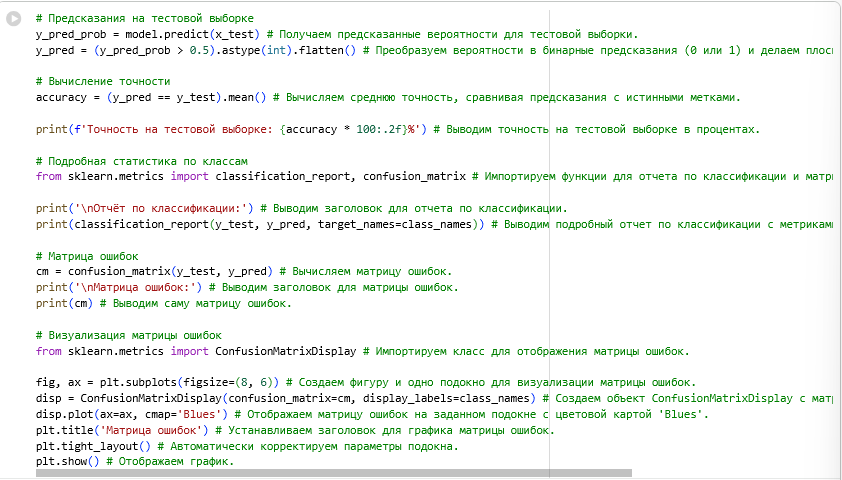 # Предсказания на тестовой выборке
y_pred_prob = model.predict(x_test) # Получаем предсказанные вероятности для тестовой выборки.
y_pred = (y_pred_prob > 0.5).astype(int).flatten() # Преобразуем вероятности в бинарные предсказания (0 или 1) и делаем плос
# Вычисление точности
accuracy = (y_pred == y_test).mean() # Вычисляем среднюю точность, сравнивая предсказания с истинными метками.
print(f'Точность на тестовой выборке: {accuracy * 100:.2f}%') # Выводим точность на тестовой выборке в процентах.
# Подробная статистика по классам
from sklearn.metrics import classification_report, confusion_matrix # Импортируем функции для отчета по классификации и матри
print('\nОтчёт по классификации:') # Выводим заголовок для отчета по классификации.
print(classification_report(y_test, y_pred, target_names=class_names)) # Выводим подробный отчет по классификации с метриками
# Матрица ошибок
cm = confusion_matrix(y_test, y_pred) # Вычисляем матрицу ошибок.
print('\nМатрица ошибок:') # Выводим заголовок для матрицы ошибок.
print(cm) # Выводим саму матрицу ошибок.
# Визуализация матрицы ошибок
from sklearn.metrics import ConfusionMatrixDisplay # Импортируем класс для отображения матрицы ошибок.
fig, ax = plt.subplots(figsize=(8, 6)) # Создаем фигуру и одно подокно для визуализации матрицы ошибок.
disp = ConfusionMatrixDisplay(confusion_matrix=cm, display_labels=class_names) # Создаем объект ConfusionMatrixDisplay с матр
disp.plot(ax=ax, cmap='Blues') # Отображаем матрицу ошибок на заданном подокне с цветовой картой 'Blues'.
plt.title('Матрица ошибок') # Устанавливаем заголовок для графика матрицы ошибок.
plt.tight_layout() # Автоматически корректируем параметры подокна.
plt.show() # Отображаем график.